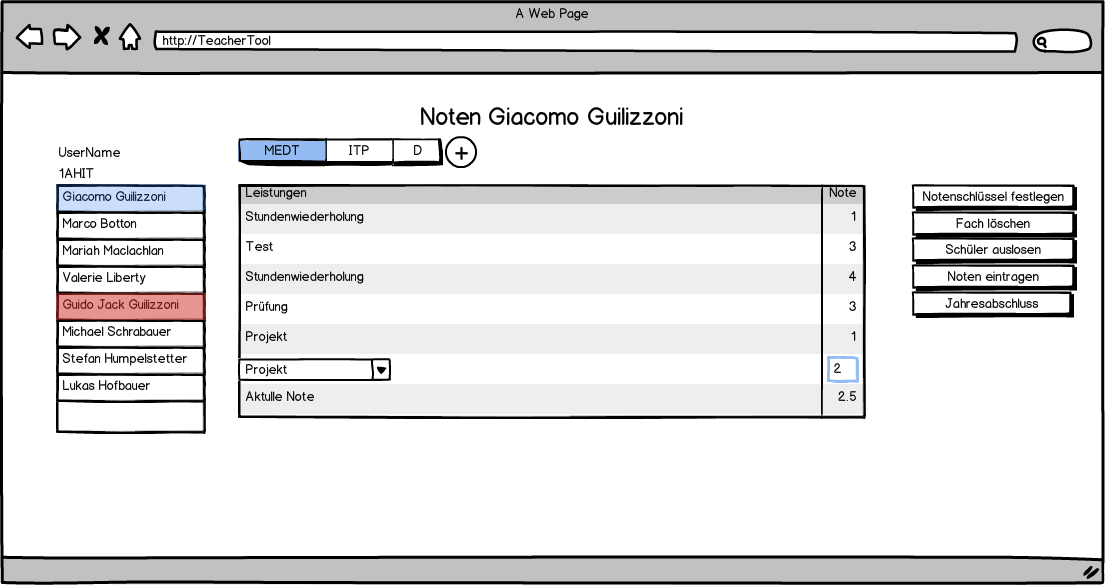 A Web Page
http://TeacherTool
Noten Giacomo Guilizzoni
UserName
1AHIT
MEDT ITP D +
Giacomo Guilizzoni
Marco Botton
Mariah Maclachlan
Valerie Liberty
Guido Jack Guilizzoni
Michael Schrabauer
Stefan Humpelstetter
Lukas Hofbauer
Leistungen Note
Stundenwiederholung 1
Test 3
Stundenwiederholung 4
Prüfung 3
Projekt 1
Projekt 2
Aktulle Note 2.5
Notenschlüssel festlegen
Fach löschen
Schüler auslosen
Noten eintragen
Jahresabschluss